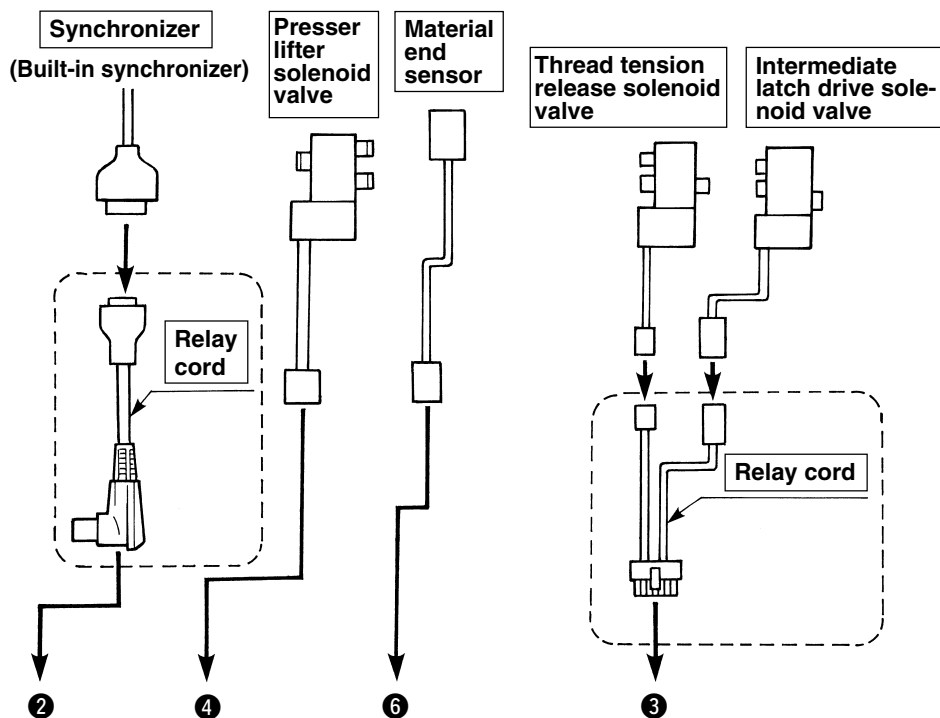 Synchronizer
(Built-in synchronizer)
Presser
lifter
solenoid
valve
Material
end
sensor
Thread tension
release solenoid
valve
Intermediate
latch drive sole-
noid valve
Relay
cord
Relay cord
❷
❹
❻
❸